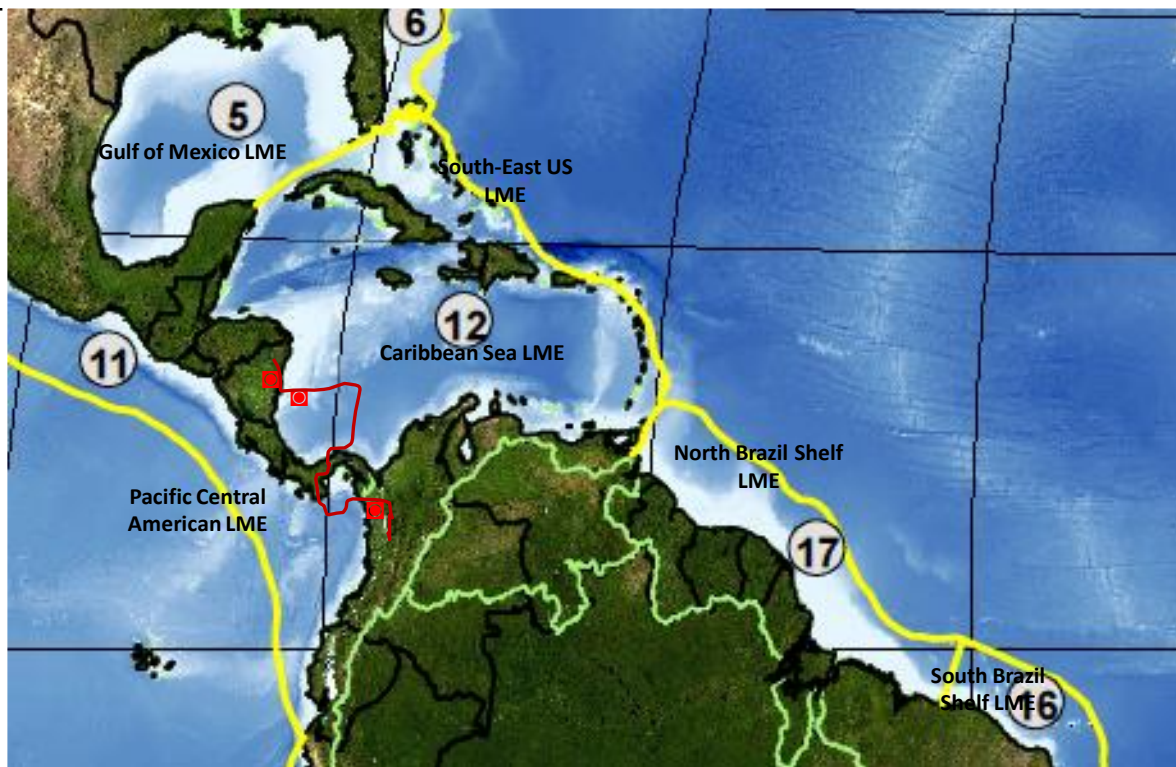 6
5
Gulf of Mexico LME
South-East US
LME
12
Caribbean Sea LME
11
North Brazil Shelf
LME
Pacific Central
American LME
17
South Brazil
Shelf LME
16